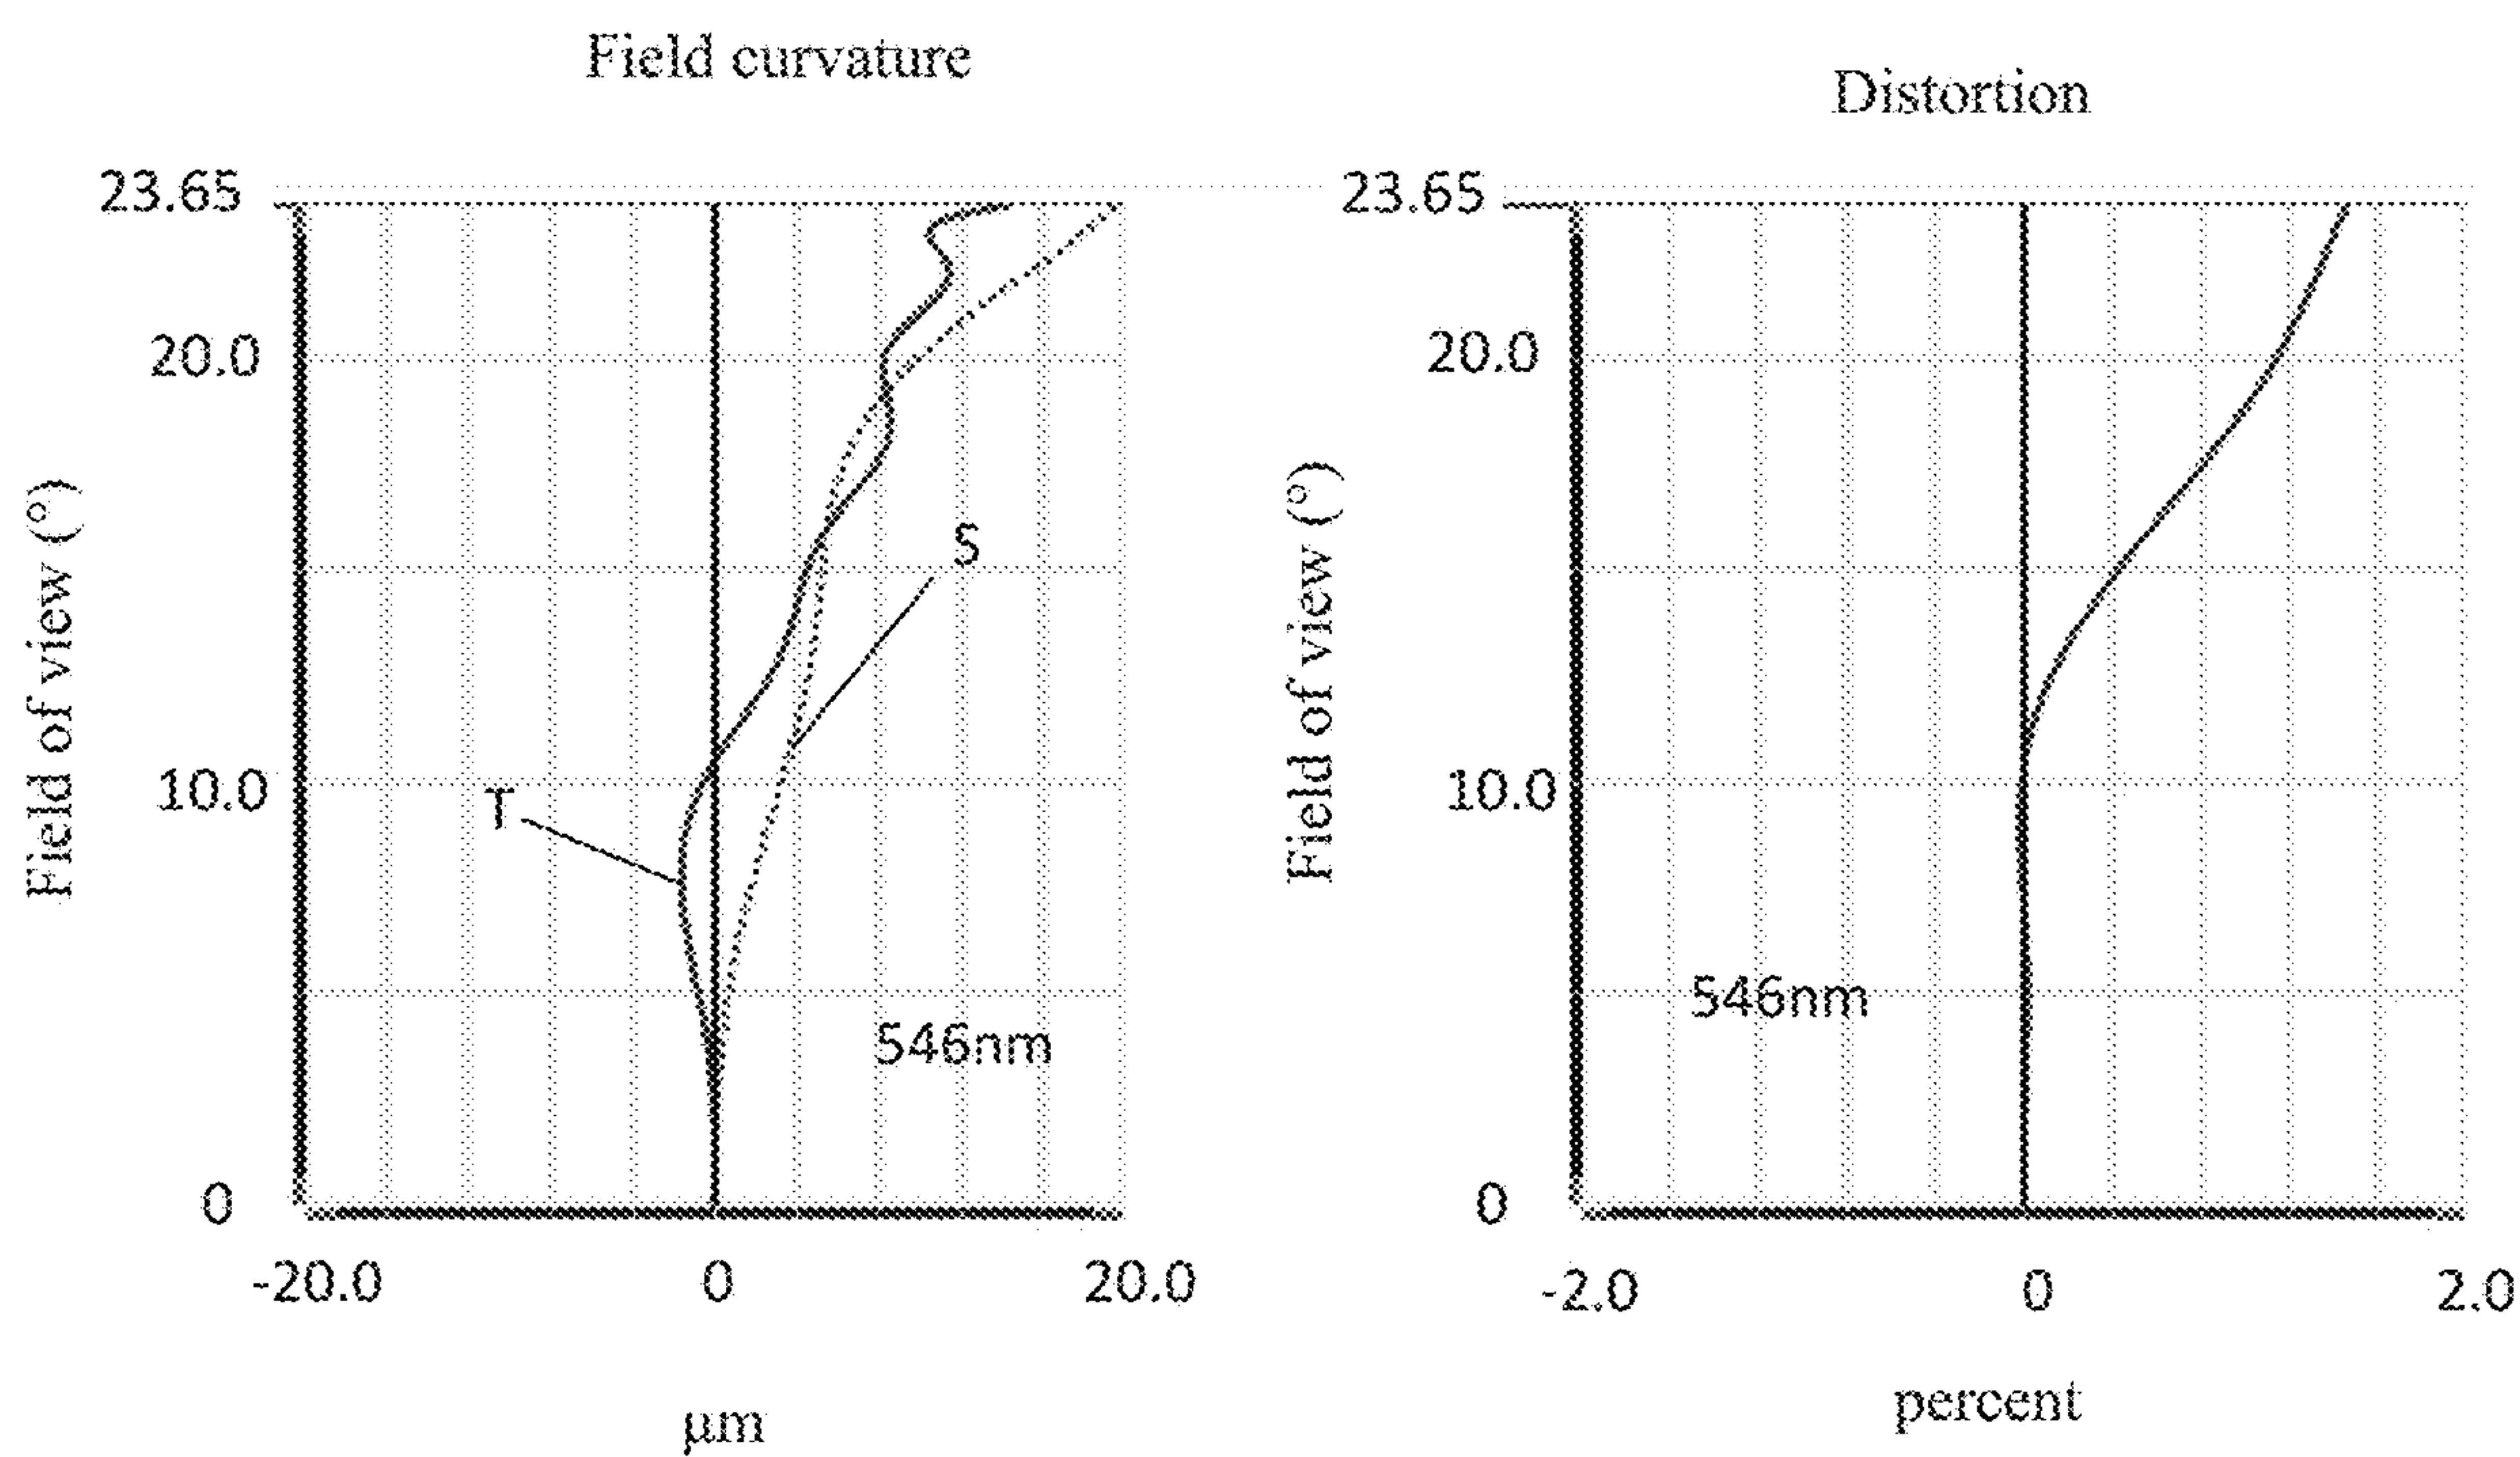 Field curvature
23.65
20.0
10.0
0
Field of view (°)
T
S
546nm
-20.0
0
20.0
µm
Distortion
23.65
20.0
10.0
0
Field of view (°)
546nm
-2.0
0
2.0
percent